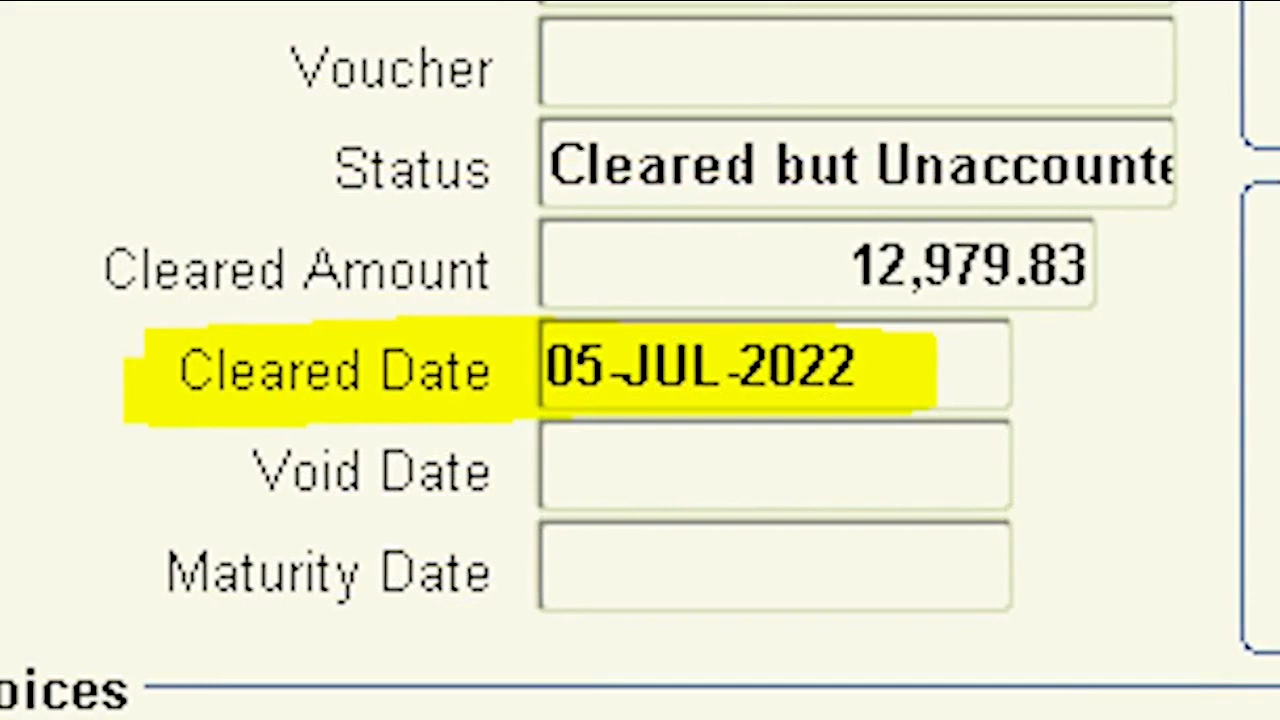 Voucher
Status Cleared but Unaccounte
Cleared Amount 12,979.83
Cleared Date 05-JUL-2022
Void Date
Maturity Date
oices